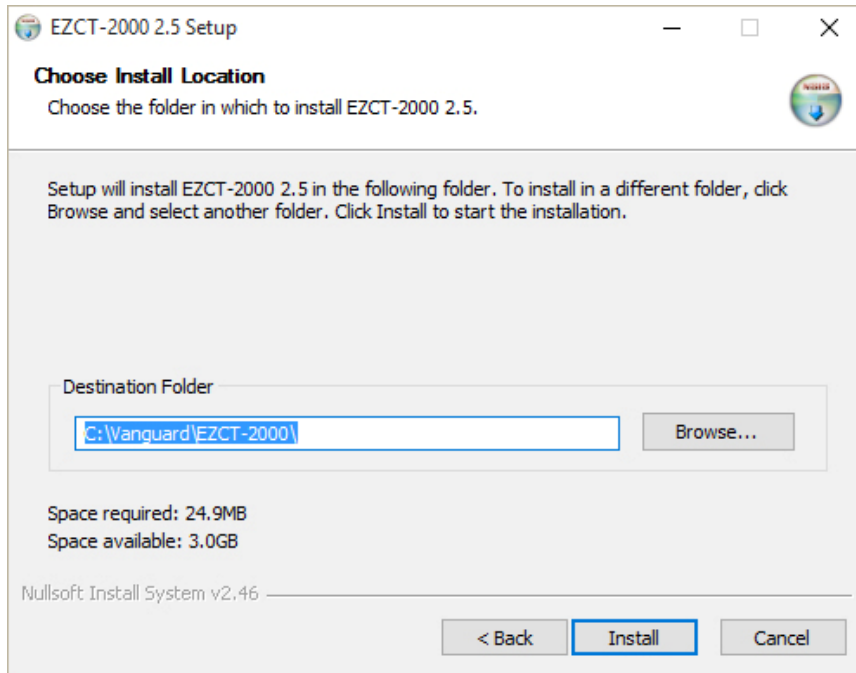 EZCT-2000 2.5 Setup
Choose Install Location
Choose the folder in which to install EZCT-2000 2.5.
Setup will install EZCT-2000 2.5 in the following folder. To install in a different folder, click
Browse and select another folder. Click Install to start the installation.
Destination Folder
C:\Vanguard\EZCT-2000\
Browse...
Space required: 24.9MB
Space available: 3.0GB
Nullsoft Install System v2.46
< Back
Install
Cancel